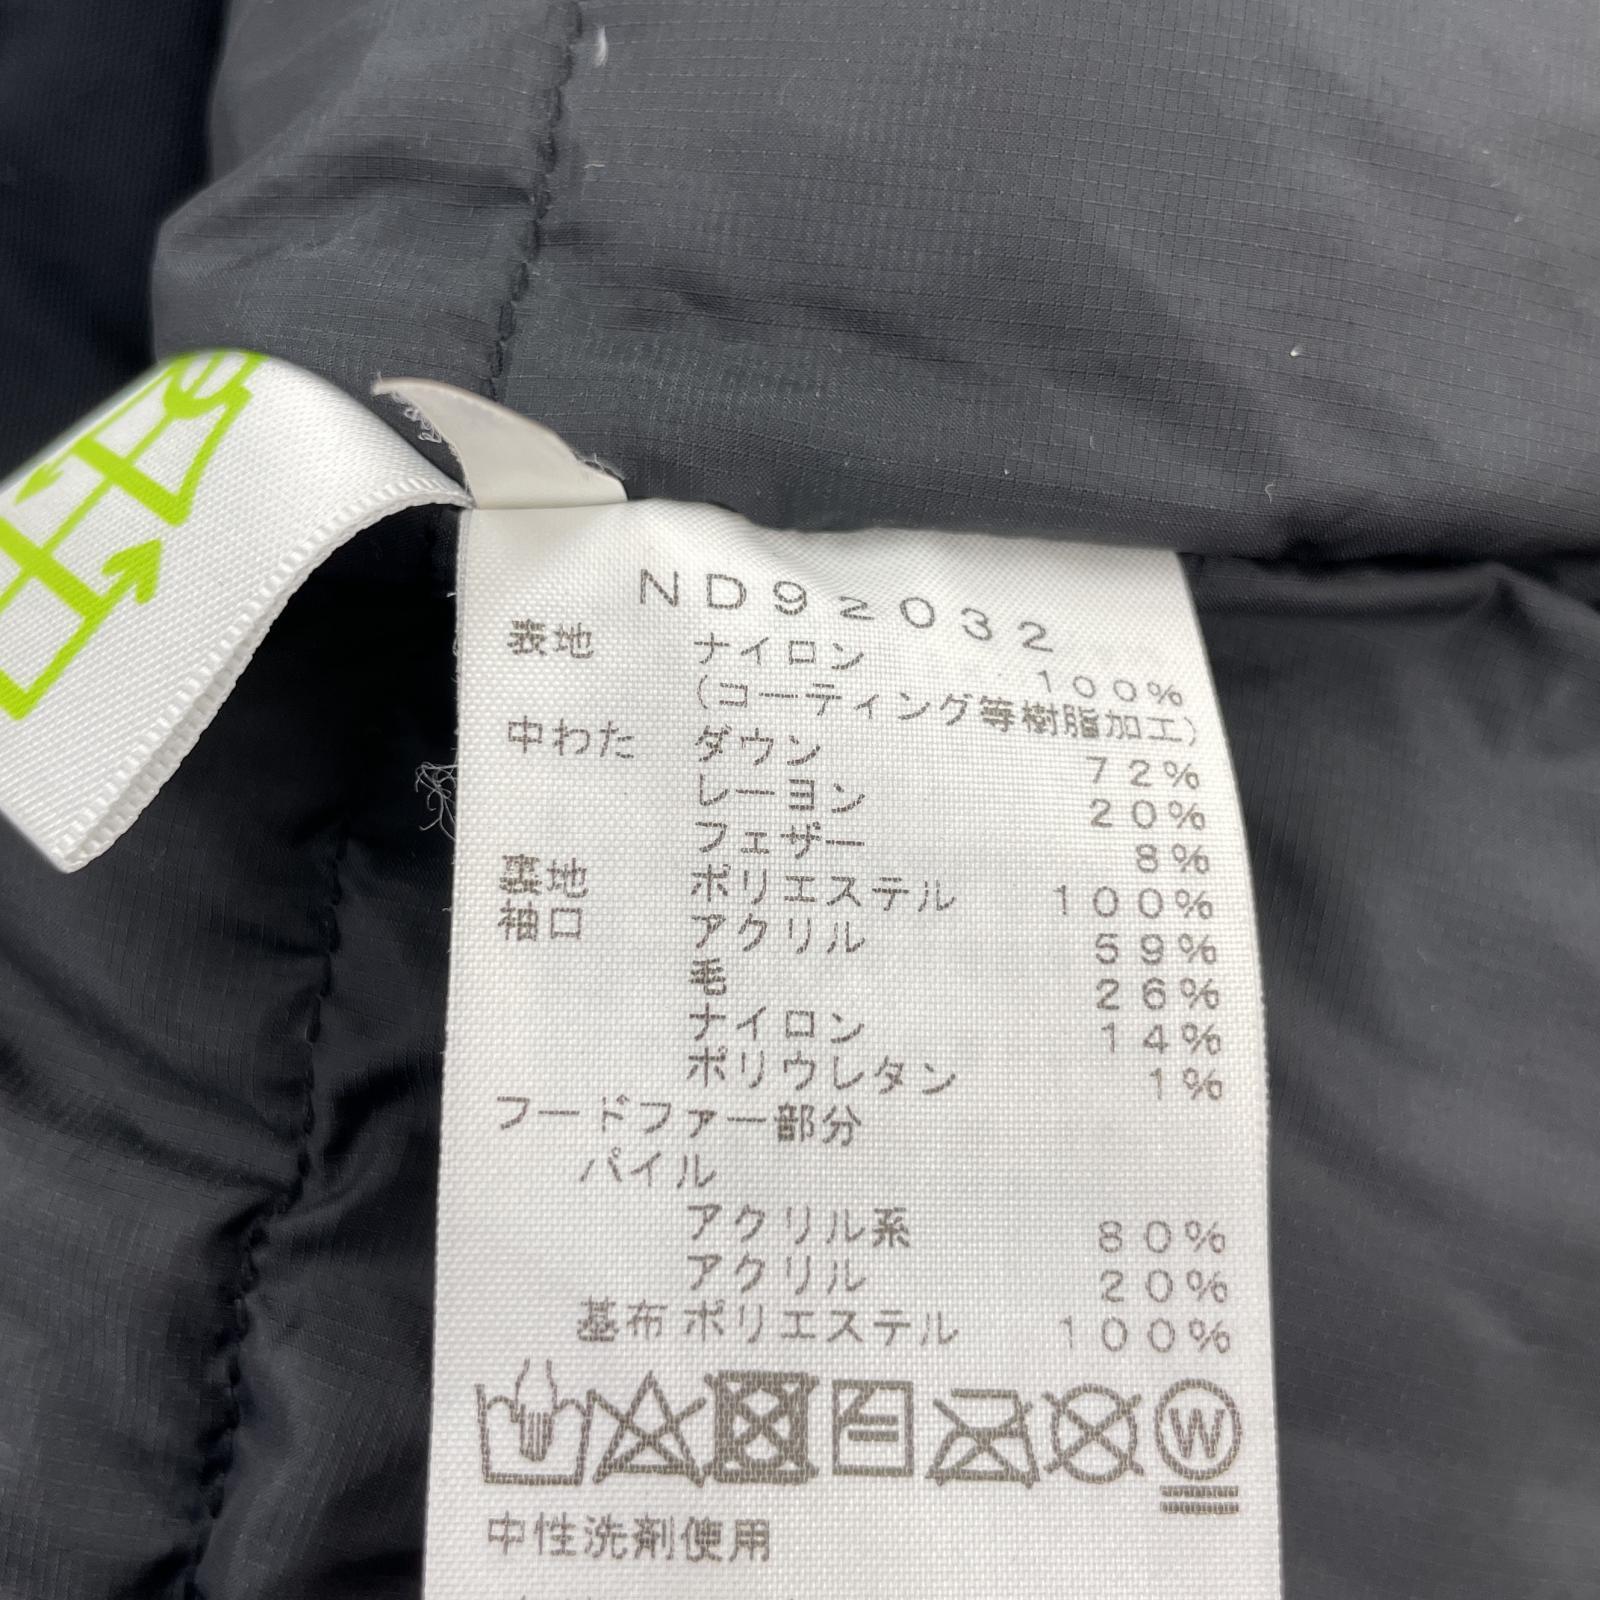 ND92032
表地 ナイロン 100%
(コーティング等樹脂加工)
中わた ダウン 72%
レーヨン 20%
フェザー 8%
裏地 ポリエステル 100%
袖口 アクリル 59%
毛 26%
ナイロン 14%
ポリウレタン 1%
フードファー部分
パイル
アクリル系 80%
アクリル 20%
基布 ポリエステル 100%
W
中性洗剤使用